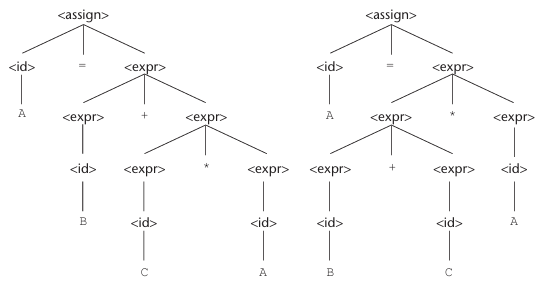 <assign> <assign>
<id> = <expr> <id> = <expr>
A <expr> + <expr> A <expr> * <expr>
<id> <expr> * <expr> <expr> + <expr> <id>
B <id> <id> <id> <id> A
C A B C